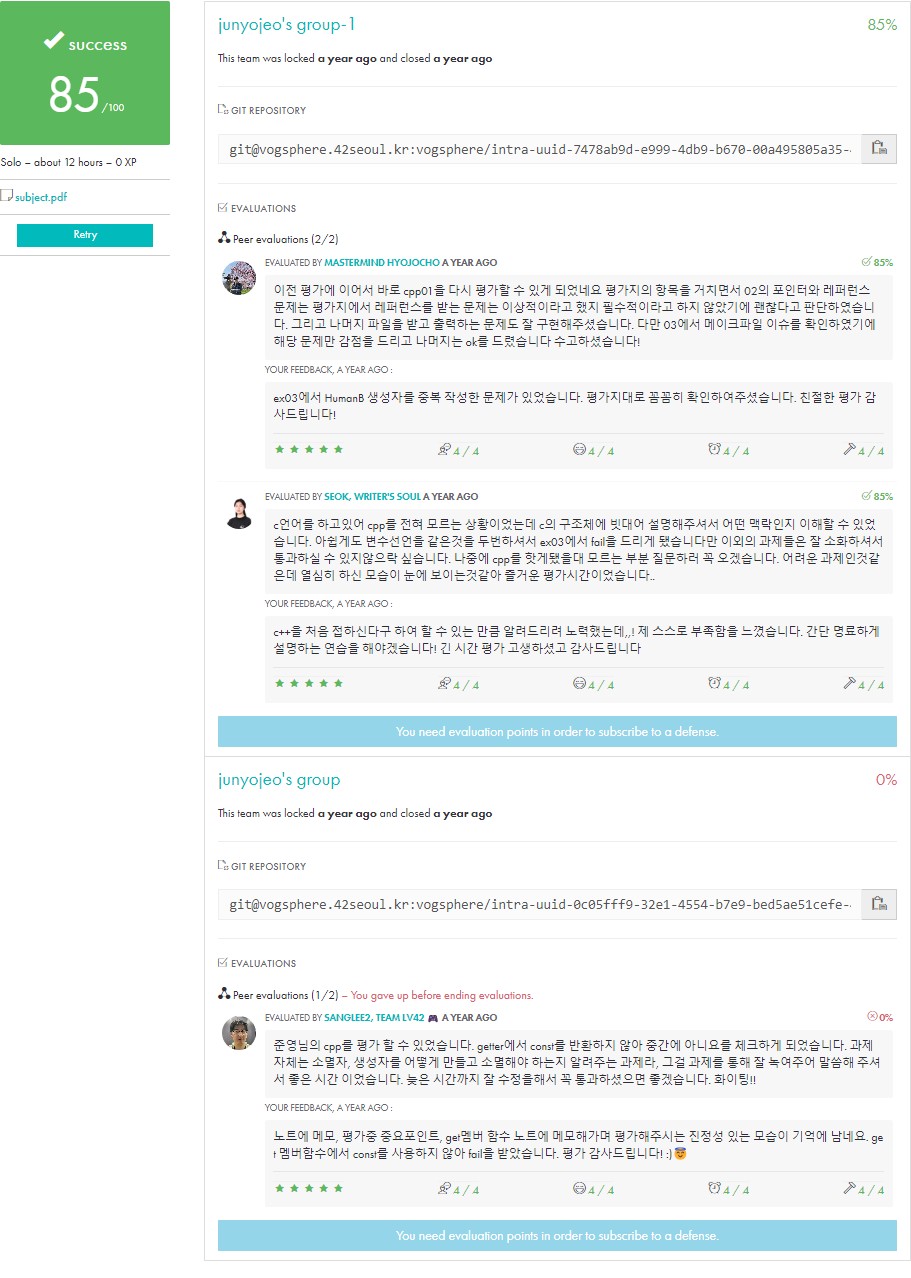 success
85/100
Solo – about 12 hours – 0 XP
subject.pdf
Retry
junyojeo's group-1
85%
This team was locked a year ago and closed a year ago
GIT REPOSITORY
git@vogsphere.42seoul.kr:vogsphere/intra-uuid-7478ab9d-e999-4db9-b670-00a495805a35-
EVALUATIONS
Peer evaluations (2/2)
EVALUATED BY MASTERMIND HYOJOCHO A YEAR AGO
85%
이전 평가에 이어서 바로 cpp01을 다시 평가할 수 있게 되었네요 평가지의 항목을 거치면서 02의 포인터와 레퍼런스
문제는 평가지에서 레퍼런스를 받는 문제는 이상적이라고 했지 필수적이라고 하지 않았기에 괜찮다고 판단하였습니
다. 그리고 나머지 파일을 받고 출력하는 문제도 잘 구현해주셨습니다. 다만 03에서 메이크파일 이슈를 확인하였기에
해당 문제만 감점을 드리고 나머지는 ok를 드렸습니다 수고하셨습니다!
YOUR FEEDBACK, A YEAR AGO :
ex03에서 HumanB 생성자를 중복 작성한 문제가 있었습니다. 평가지대로 꼼꼼히 확인하여주셨습니다. 친절한 평가 감
사드립니다!
4 / 4
4 / 4
4 / 4
4 / 4
EVALUATED BY SEOK, WRITER'S SOUL A YEAR AGO
85%
c언어를 하고있어 cpp를 전혀 모르는 상황이었는데 c의 구조체에 빗대어 설명해주셔서 어떤 맥락인지 이해할 수 있었
습니다. 아쉽게도 변수선언을 같은것을 두번하셔서 ex03에서 fail을 드리게 됐습니다만 이외의 과제들은 잘 소화하셔서
통과하실 수 있지않으락 싶습니다. 나중에 cpp를 핫게됐을대 모르는 부분 질문하러 꼭 오겠습니다. 어려운 과제인것같
은데 열심히 하신 모습이 눈에 보이는것같아 즐거운 평가시간이었습니다..
YOUR FEEDBACK, A YEAR AGO :
c++을 처음 접하신다구 하여 할 수 있는 만큼 알려드리려 노력했는데,,! 제 스스로 부족함을 느꼈습니다. 간단 명료하게
설명하는 연습을 해야겠습니다! 긴 시간 평가 고생하셨고 감사드립니다
4 / 4
4 / 4
4 / 4
4 / 4
You need evaluation points in order to subscribe to a defense.
junyojeo's group
0%
This team was locked a year ago and closed a year ago
GIT REPOSITORY
git@vogsphere.42seoul.kr:vogsphere/intra-uuid-0c05fff9-32e1-4554-b7e9-bed5ae51cefe-
EVALUATIONS
Peer evaluations (1/2) – You gave up before ending evaluations.
EVALUATED BY SANGLEE2, TEAM LV42 🎮 A YEAR AGO
0%
준영님의 cpp를 평가 할 수 있었습니다. getter에서 const를 반환하지 않아 중간에 아니요를 체크하게 되었습니다. 과제
자체는 소멸자, 생성자를 어떻게 만들고 소멸해야 하는지 알려주는 과제라, 그걸 과제를 통해 잘 녹여주어 말씀해 주셔
서 좋은 시간 이었습니다. 늦은 시간까지 잘 수정을해서 꼭 통과하셨으면 좋겠습니다. 화이팅!!
YOUR FEEDBACK, A YEAR AGO :
노트에 메모, 평가중 중요포인트, get멤버 함수 노트에 메모해가며 평가해주시는 진정성 있는 모습이 기억에 남네요. ge
t 멤버함수에서 const를 사용하지 않아 fail을 받았습니다. 평가 감사드립니다! :)😇
4 / 4
4 / 4
4 / 4
4 / 4
You need evaluation points in order to subscribe to a defense.